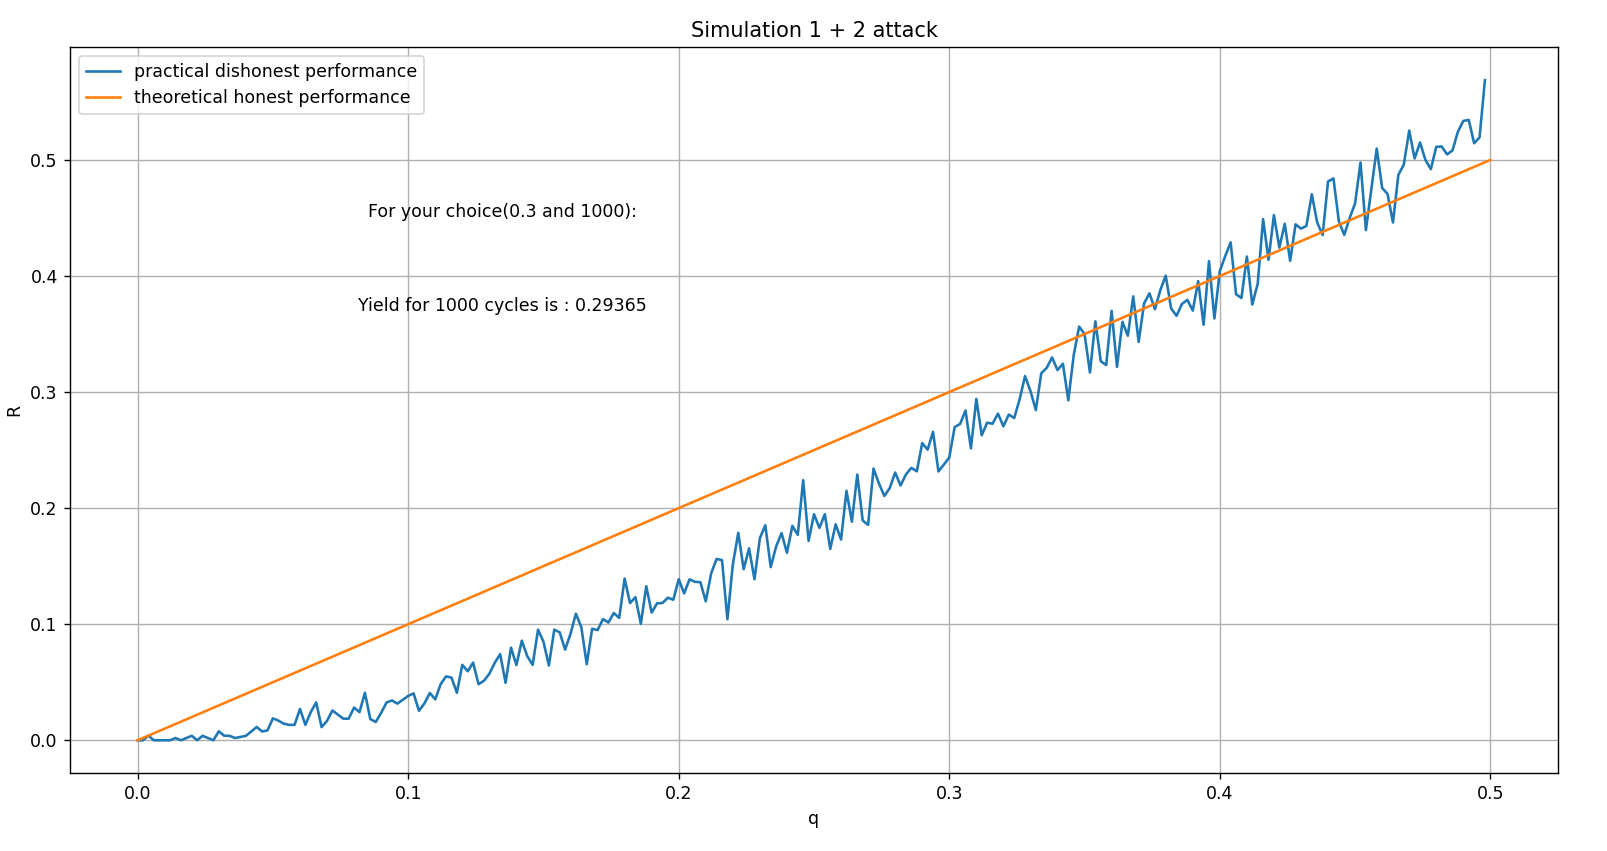 Simulation 1 + 2 attack
practical dishonest performance
theoretical honest performance
For your choice(0.3 and 1000):
Yield for 1000 cycles is : 0.29365
R
0.5
0.4
0.3
0.2
0.1
0.0
0.0 0.1 0.2 0.3 0.4 0.5
q